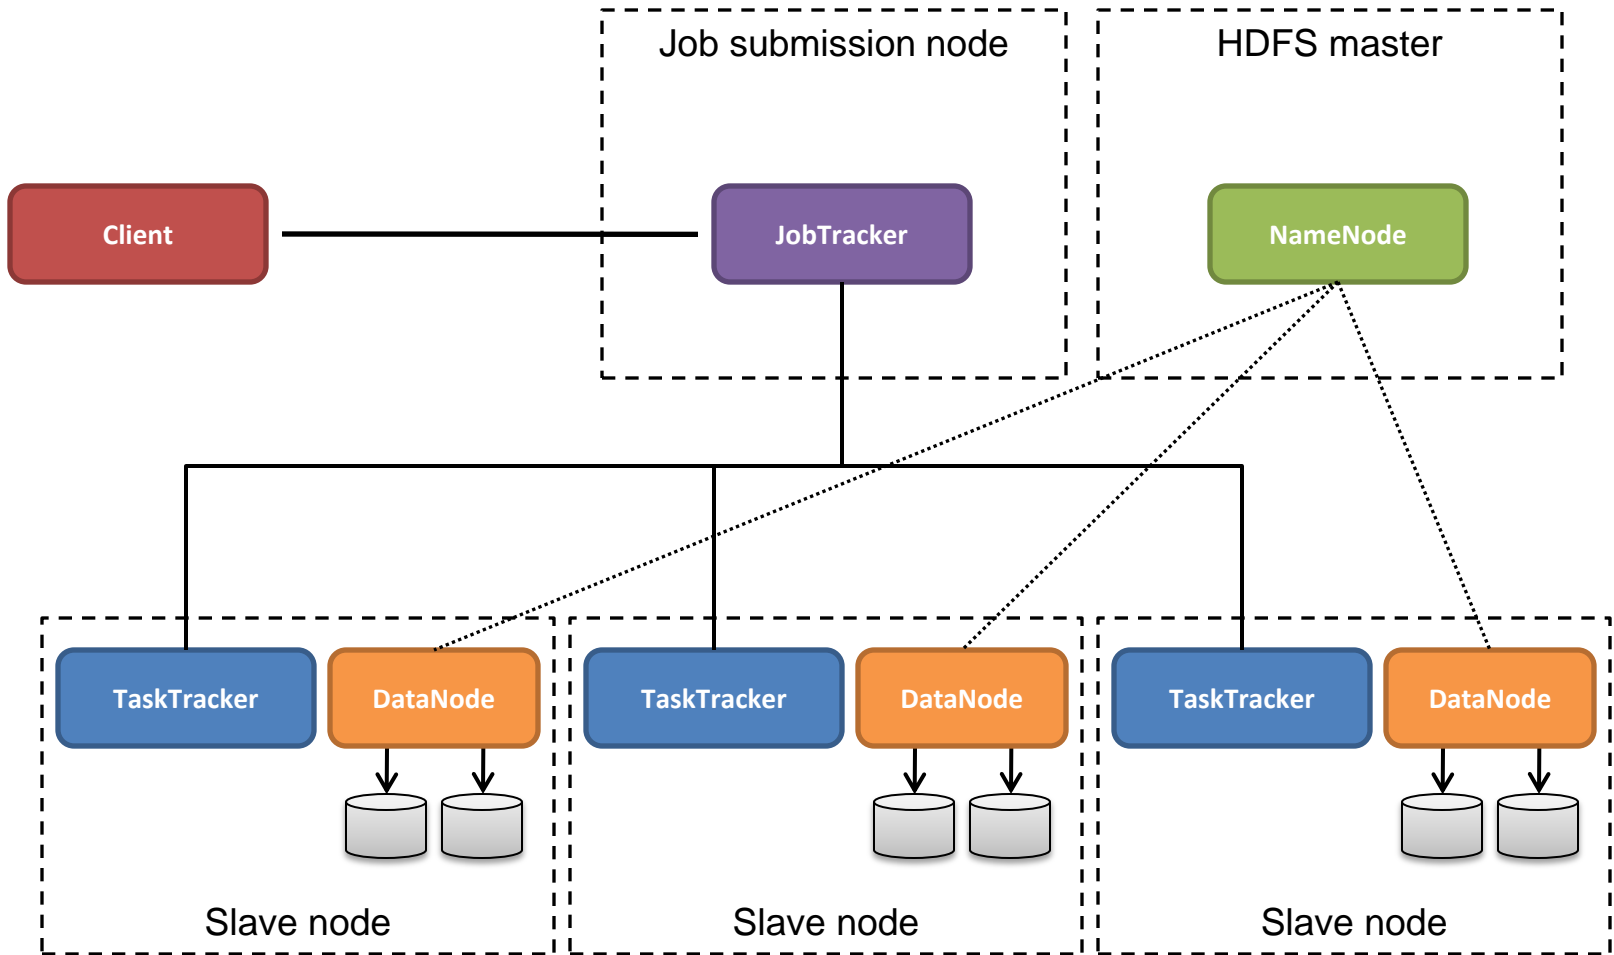 Job submission node
HDFS master
Client
JobTracker
NameNode
TaskTracker
DataNode
TaskTracker
DataNode
TaskTracker
DataNode
Slave node
Slave node
Slave node